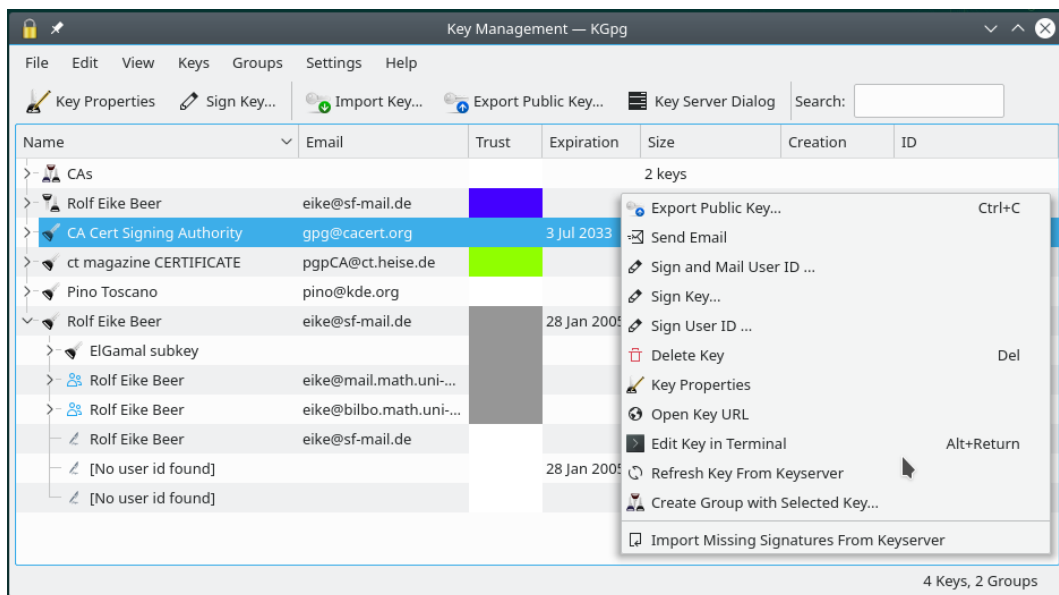 Key Management — KGpg
File Edit View Keys Groups Settings Help
Key Properties Sign Key... Import Key... Export Public Key... Key Server Dialog Search:
Name Email Trust Expiration Size Creation ID
CAs 2 keys
Rolf Eike Beer eike@sf-mail.de
Export Public Key... Ctrl+C
CA Cert Signing Authority gpg@cacert.org 3 Jul 2033
Send Email
ct magazine CERTIFICATE pgpCA@ct.heise.de
Sign and Mail User ID ...
Pino Toscano pino@kde.org
Sign Key...
Rolf Eike Beer eike@sf-mail.de 28 Jan 2005
Sign User ID ...
ElGamal subkey
Delete Key Del
Rolf Eike Beer eike@mail.math.uni-...
Key Properties
Rolf Eike Beer eike@bilbo.math.uni-...
Open Key URL
Rolf Eike Beer eike@sf-mail.de
Edit Key in Terminal Alt+Return
[No user id found] 28 Jan 2005
Refresh Key From Keyserver
[No user id found]
Create Group with Selected Key...
Import Missing Signatures From Keyserver
4 Keys, 2 Groups